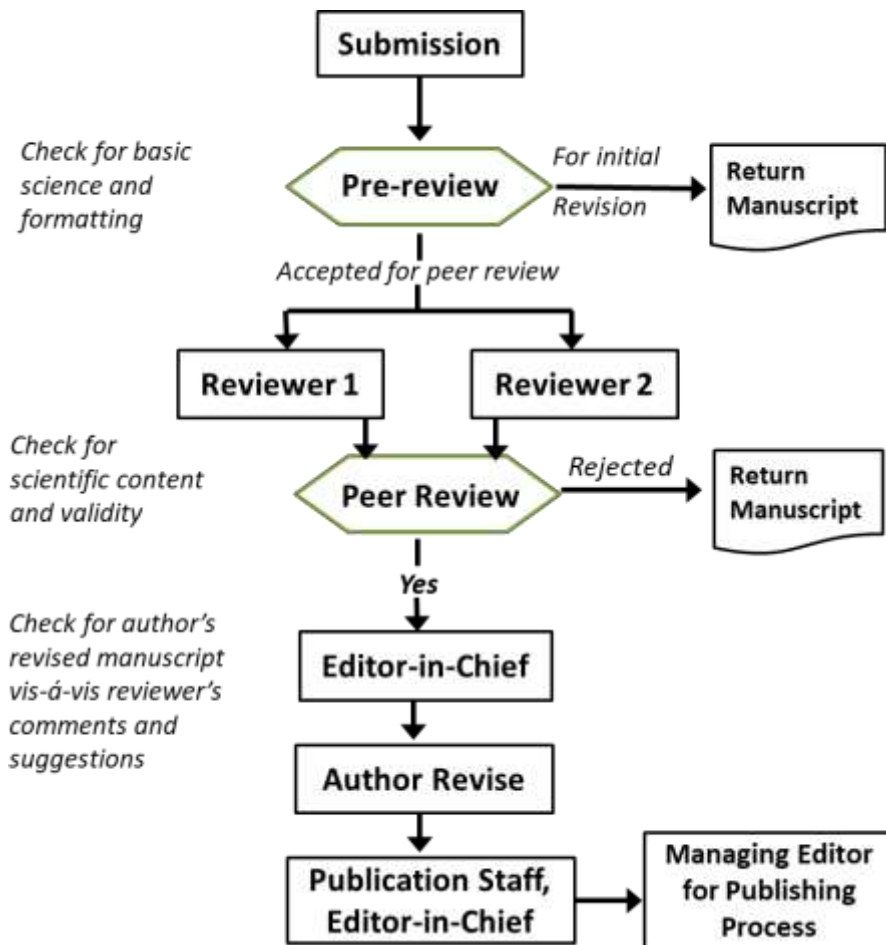 Submission
Check for basic
science and
formatting
Pre-review
For initial
Revision
Return
Manuscript
Accepted for peer review
Reviewer 1
Reviewer 2
Check for
scientific content
and validity
Peer Review
Rejected
Return
Manuscript
Yes
Check for author's
revised manuscript
vis-á-vis reviewer's
comments and
suggestions
Editor-in-Chief
Author Revise
Publication Staff,
Editor-in-Chief
Managing Editor
for Publishing
Process